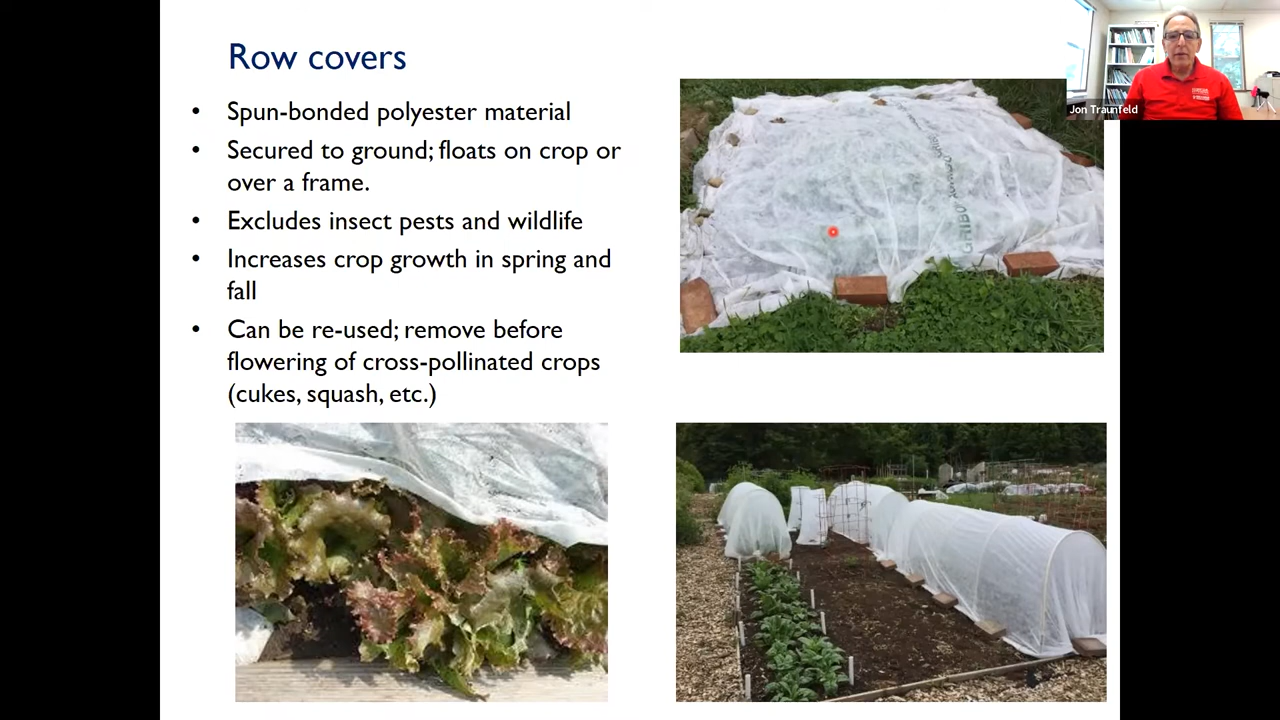 Row covers
• Spun-bonded polyester material
• Secured to ground; floats on crop or
over a frame.
• Excludes insect pests and wildlife
• Increases crop growth in spring and
fall
• Can be re-used; remove before
flowering of cross-pollinated crops
(cukes, squash, etc.)
Jon Traunfeld